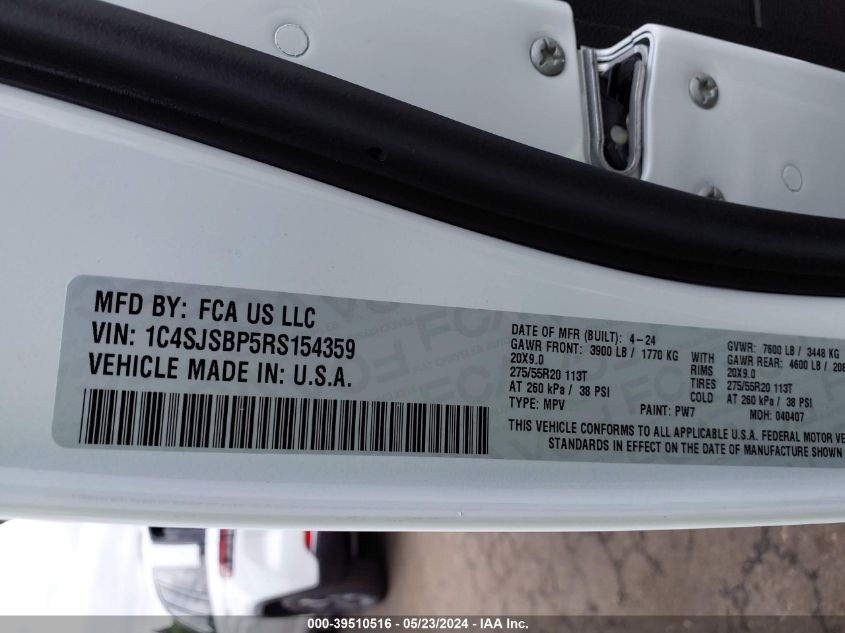 MFD BY: FCA US LLC
VIN: 1C4SJSBP5RS154359
VEHICLE MADE IN: U.S.A.
DATE OF MFR (BUILT): 4-24
GAWR FRONT: 3900 LB / 1770 KG WITH
20X9.0 RIMS
275/55R20 113T TIRES
AT 260 kPa / 38 PSI COLD
TYPE: MPV PAINT: PW7
GVWR: 7600 LB / 3448 KG
GAWR REAR: 4600 LB /
20X9.0
275/55R20 113T
AT 260 kPa / 38 PSI
MDH: 040407
THIS VEHICLE CONFORMS TO ALL APPLICABLE U.S.A. FEDERAL MOTOR
STANDARDS IN EFFECT ON THE DATE OF MANUFACTURE SHOWN
000-39510516 - 05/23/2024 - IAA Inc.